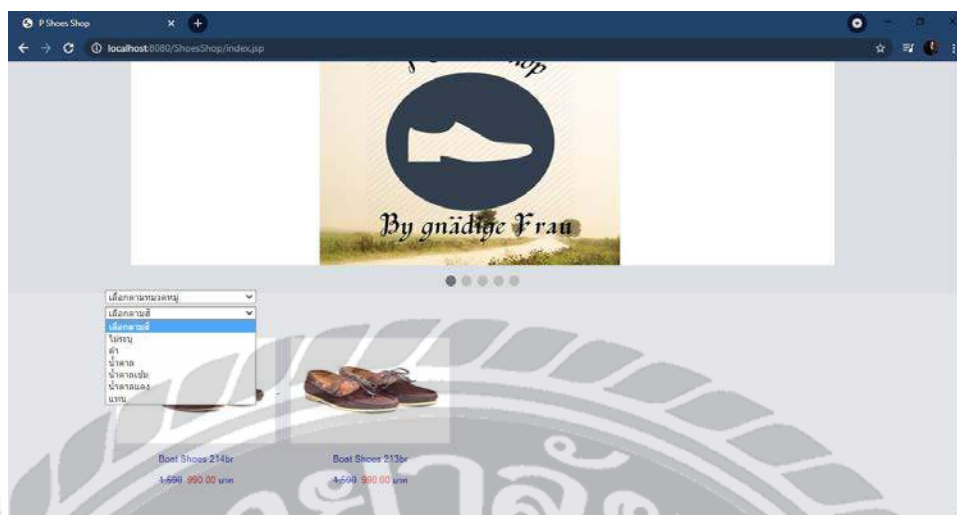 P Shoes Shop
localhost:8080/ShoesShop/index.jsp
By gnädige Frau
เลือกตามหมวดหมู่
เลือกตามสี
เลือกตามสี
ไม่ระบุ
ดำ
น้ำตาล
น้ำตาลเข้ม
น้ำตาลแดง
แทน
Boat Shoes 214br
Boat Shoes 213br
1,590 990.00 บาท
1,590 990.00 บาท